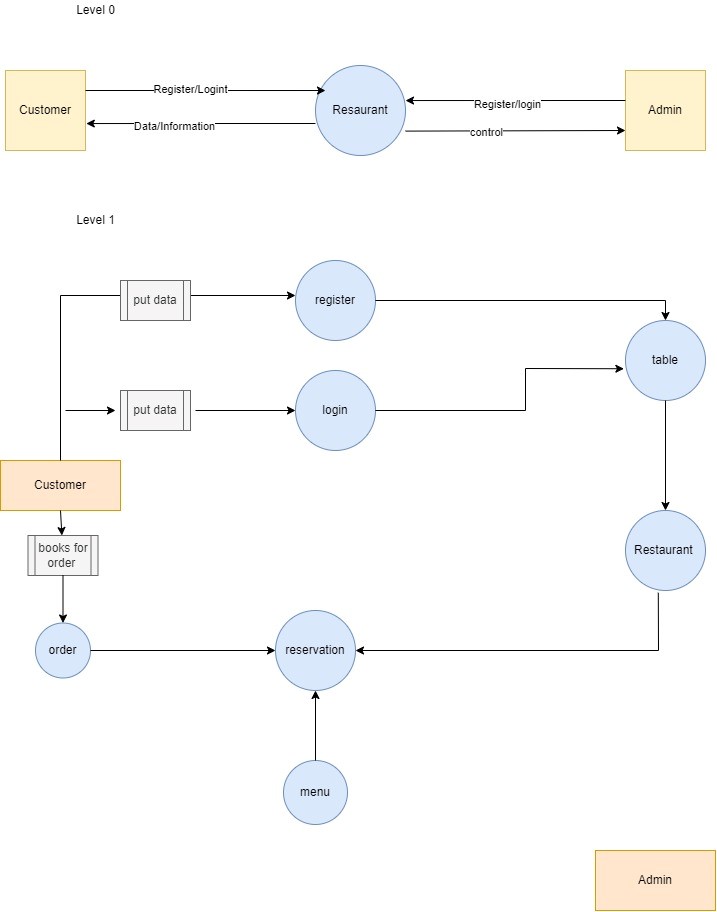 Level 0
Customer
Register/Logint
Data/Information
Resaurant
Register/login
control
Admin
Level 1
put data
register
table
put data
login
Customer
books for
order
Restaurant
order
reservation
menu
Admin